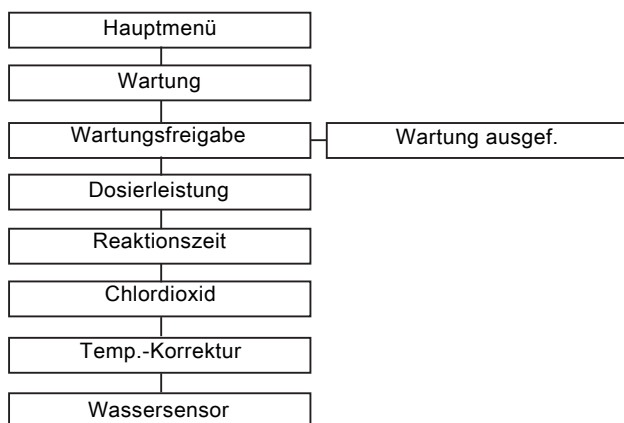 Hauptmenü
Wartung
Wartungsfreigabe
Wartung ausgef.
Dosierleistung
Reaktionszeit
Chlordioxid
Temp.-Korrektur
Wassersensor